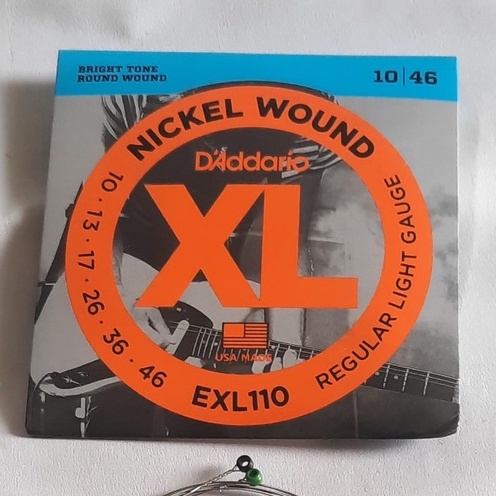 BRIGHT TONE
ROUND WOUND
10|46
NICKEL WOUND
D'Addario
XL
10 · 13 · 17 · 26 · 36 · 46
REGULAR LIGHT GAUGE
USA MADE
EXL110